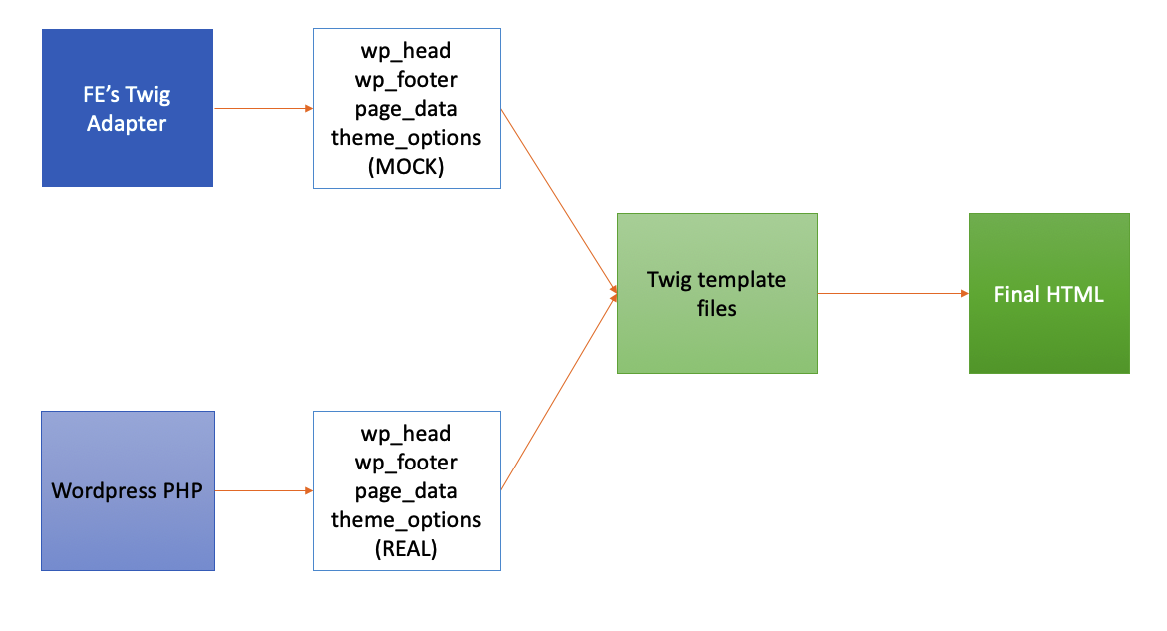 FE’s Twig
Adapter
wp_head
wp_footer
page_data
theme_options
(MOCK)
Twig template
files
Final HTML
Wordpress PHP
wp_head
wp_footer
page_data
theme_options
(REAL)